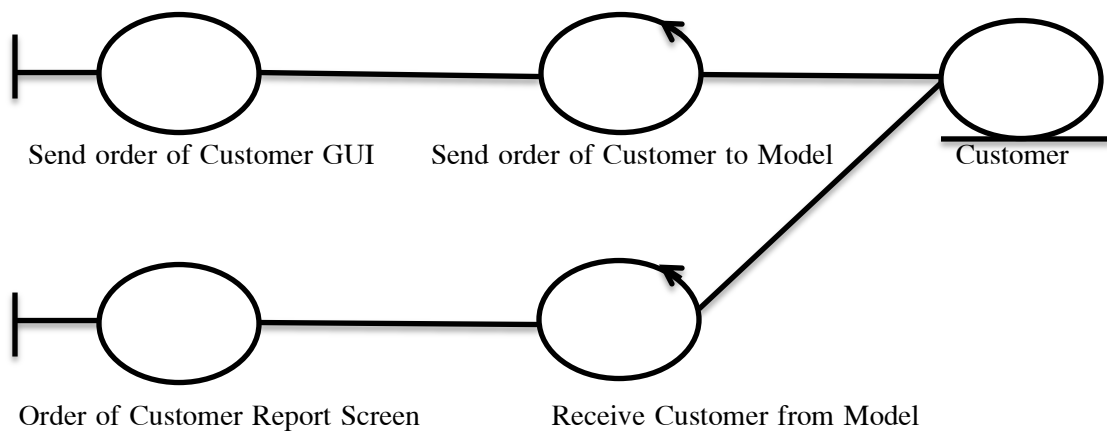 Send order of Customer GUI
Send order of Customer to Model
Customer
Order of Customer Report Screen
Receive Customer from Model